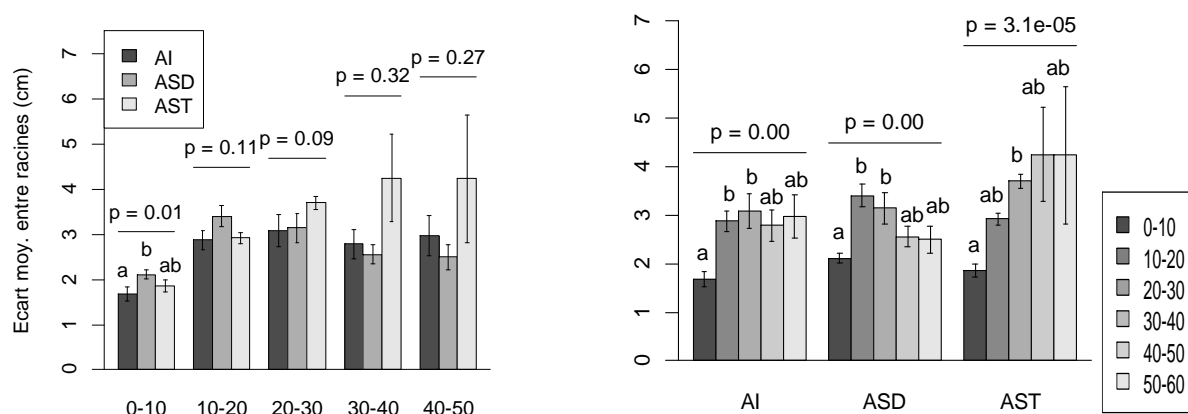 Ecart moy. entre racines (cm)
0 1 2 3 4 5 6 7
AI
ASD
AST
p = 0.01
p = 0.11
p = 0.09
p = 0.32
p = 0.27
a b ab
0-10 10-20 20-30 30-40 40-50
0 1 2 3 4 5 6 7
p = 0.00
p = 0.00
p = 3.1e-05
a b b ab ab
a b b ab ab
a ab b ab ab
AI ASD AST
0-10
10-20
20-30
30-40
40-50
50-60